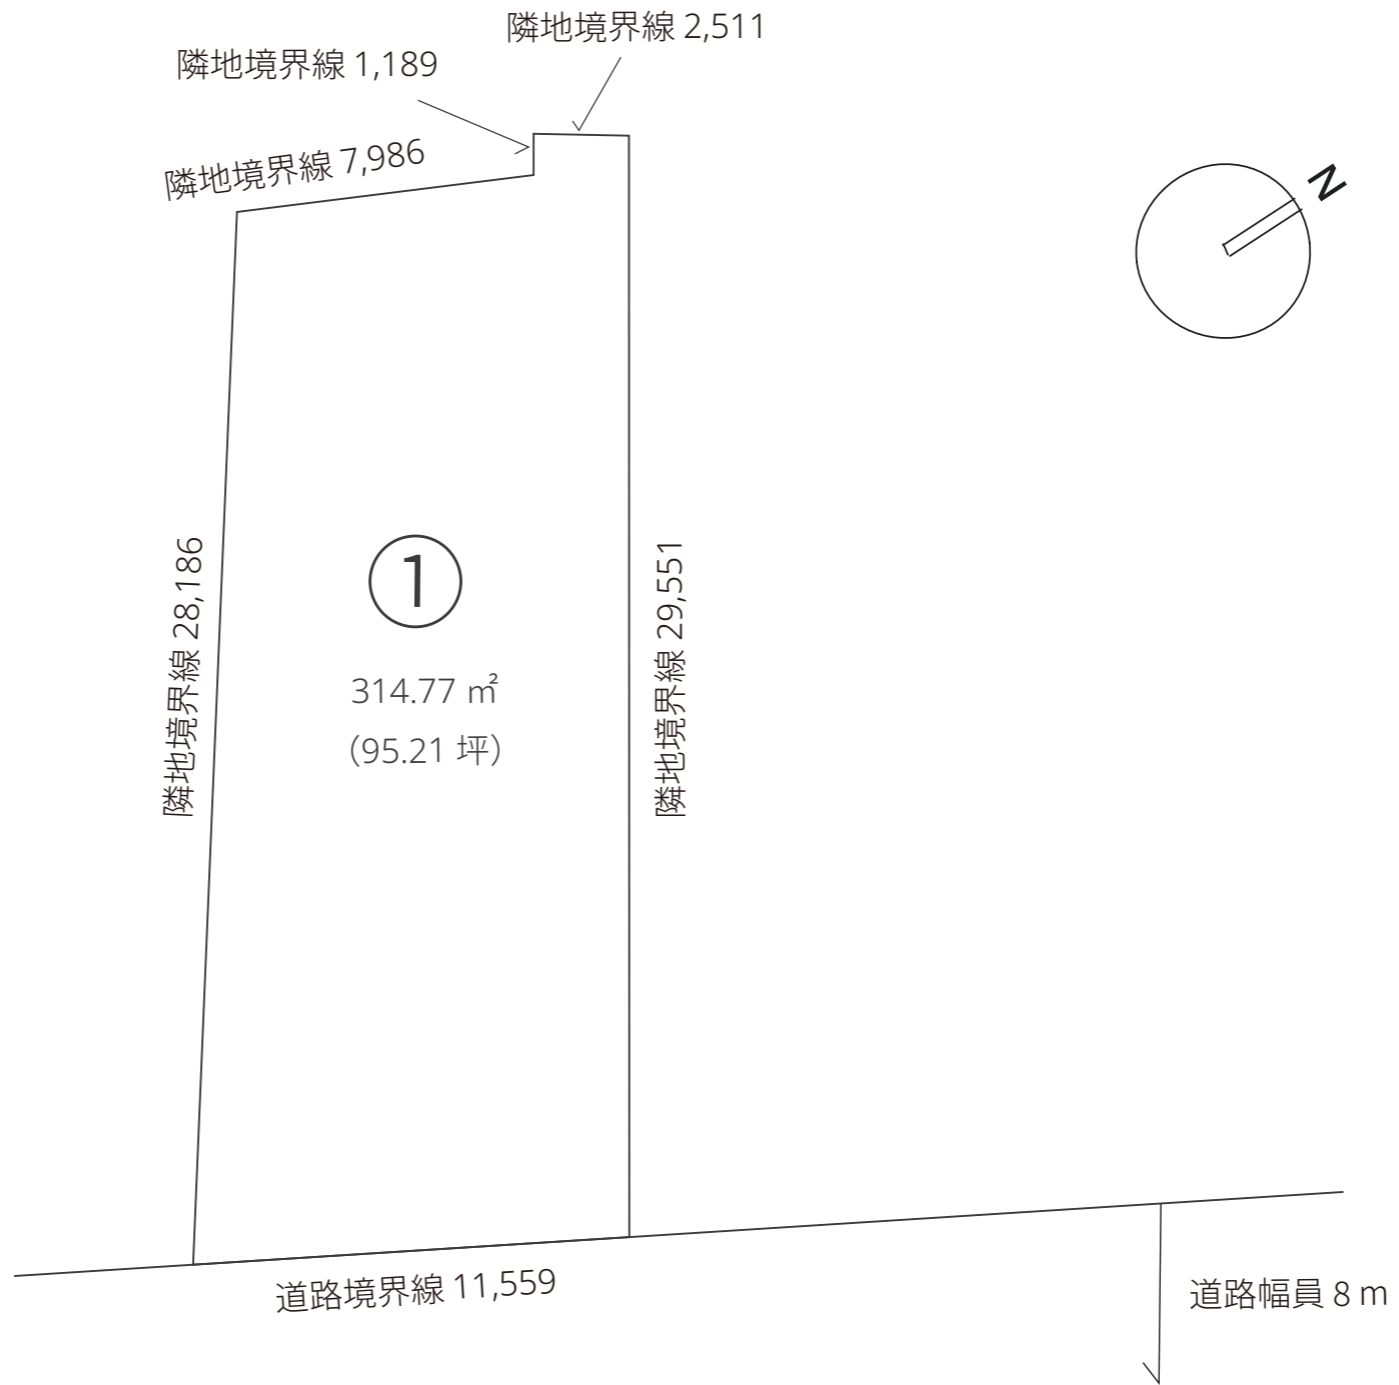 隣地境界線 2,511
隣地境界線 1,189
隣地境界線 7,986
N
隣地境界線 28,186
①
隣地境界線 29,551
314.77 ㎡
（95.21 坪）
道路境界線 11,559
道路幅員 8 m